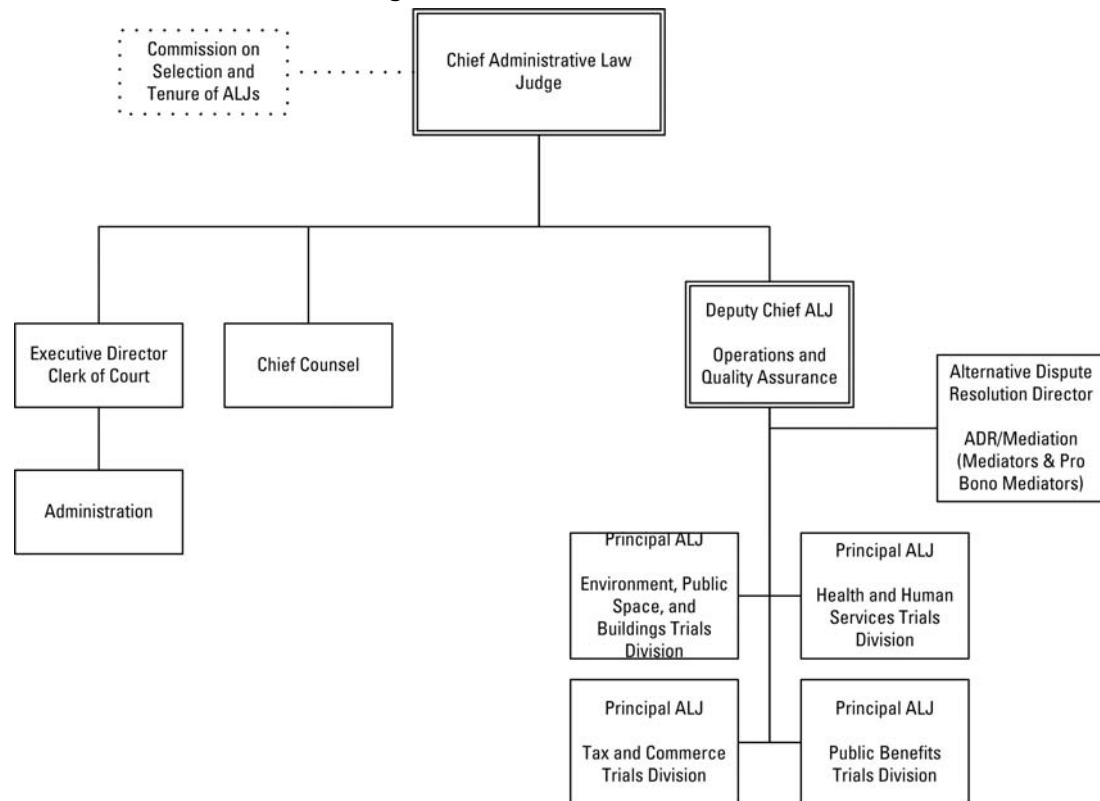 Commission on
Selection and
Tenure of ALJs
Chief Administrative Law
Judge
Executive Director
Clerk of Court
Chief Counsel
Deputy Chief ALJ
Operations and
Quality Assurance
Alternative Dispute
Resolution Director
ADR/Mediation
(Mediators & Pro
Bono Mediators)
Administration
Principal ALJ
Environment, Public
Space, and
Buildings Trials
Division
Principal ALJ
Health and Human
Services Trials
Division
Principal ALJ
Tax and Commerce
Trials Division
Principal ALJ
Public Benefits
Trials Division